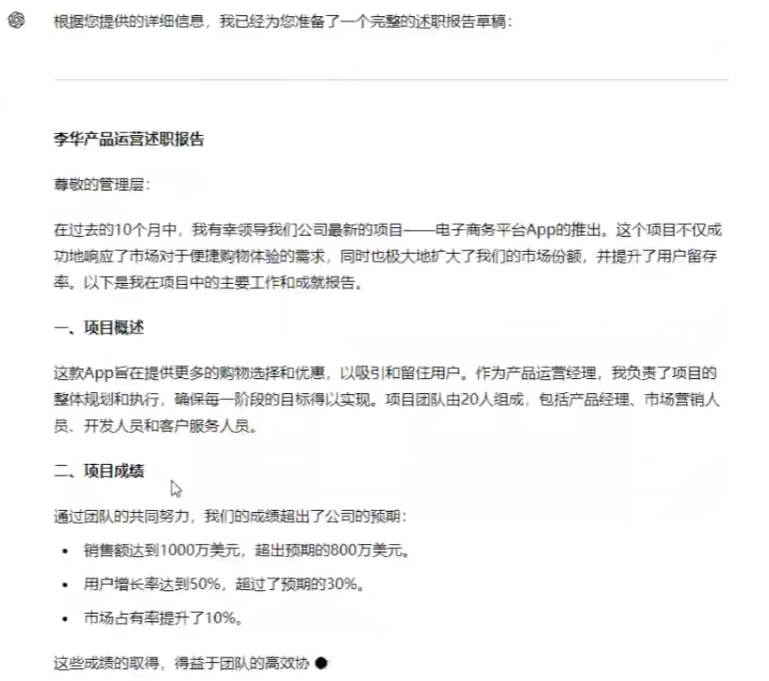 根据您提供的详细信息，我已经为您准备了一个完整的述职报告草稿：
李华产品运营述职报告
尊敬的管理层：
在过去的10个月中，我有幸领导我们公司最新的项目——电子商务平台App的推出。这个项目不仅成
功地响应了市场对于便捷购物体验的需求，同时也极大地扩大了我们的市场份额，并提升了用户留存
率。以下是我在项目中的主要工作和成就报告。
一、项目概述
这款App旨在提供更多的购物选择和优惠，以吸引和留住用户。作为产品运营经理，我负责了项目的
整体规划和执行，确保每一阶段的目标得以实现。项目团队由20人组成，包括产品经理、市场营销人
员、开发人员和客户服务人员。
二、项目成绩
通过团队的共同努力，我们的成绩超出了公司的预期：
• 销售额达到1000万美元，超出预期的800万美元。
• 用户增长率达到50%，超过了预期的30%。
• 市场占有率提升了10%。
这些成绩的取得，得益于团队的高效协